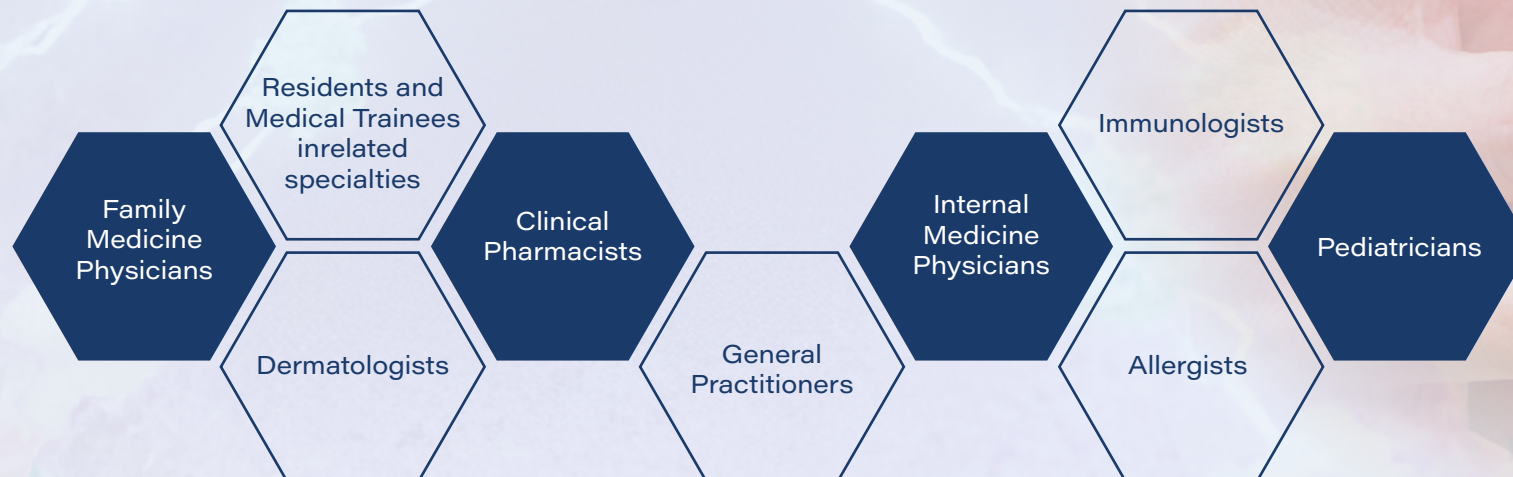 Residents and
Medical Trainees
inrelated
specialties
Family
Medicine
Physicians
Clinical
Pharmacists
Dermatologists
General
Practitioners
Internal
Medicine
Physicians
Immunologists
Allergists
Pediatricians